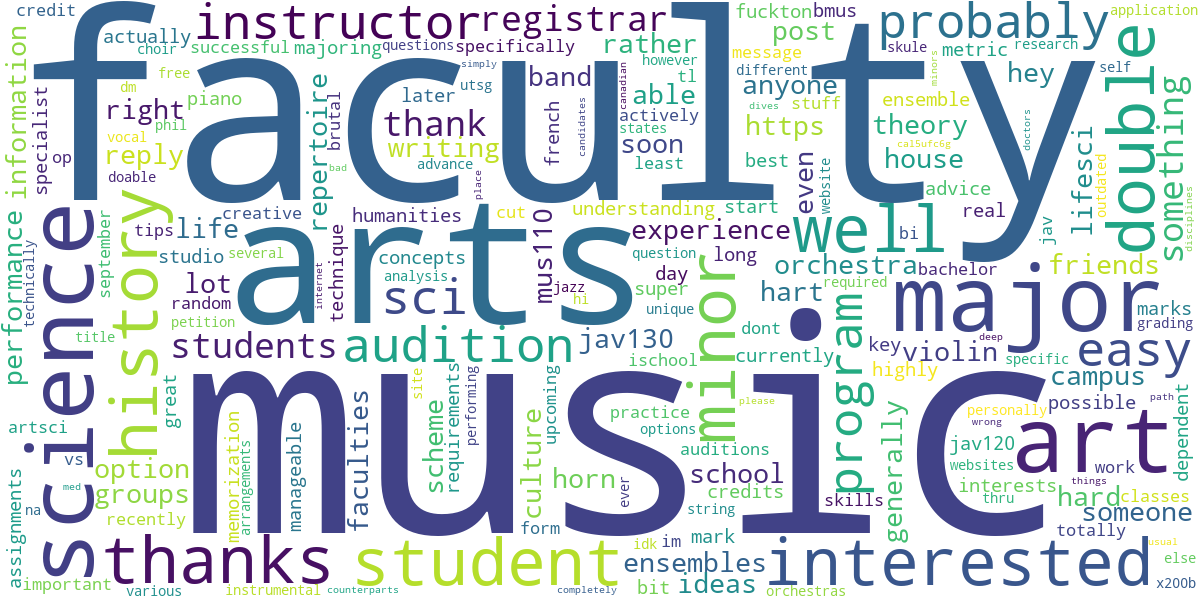 credit
faculty
instructor
registrar
fuckton
bmus
probably
application
actually
choir
successful
majoring
questions
specifically
rather
post
message
skule
metric
research
however
simply
tl
different
hey
self
information
specialist
free
dm
band
utsg
able
anyone
stuff
minors
right
piano
later
canadian
dives
ensemble
double
something
vocal
phil
thank
french
candidates
actively
https
theory
op
reply
repertoire
brutal
writing
states
soon
ca15ufc6g
doctors
doable
bad
advance
place
least
best
house
lifesci
outdated
history
arts
even
website
advice
disciplines
creative
humanities
cut
understanding
start
well
real
jav
science
september
tips
life
mus110
experience
bi
performance
technically
studio
several
concepts
question
long
orchestra
bachelor
friends
lot
random
internet
technique
analysis
sci
jazz
hi
day
super
minor
hart
required
program
major
marks
petition
unique
deep
grading
title
students
audition
jav130
dont
currently
key
violin
specific
easy
great
ischool
highly
campus
music
site
requirements
performing
upcoming
scheme
culture
practice
options
please
possible
path
artsci
faculties
generally
personally
wrong
art
dependent
vs
memorization
arrangements
manageable
auditions
jav120
option
med
horn
school
websites
work
things
groups
ever
credits
skills
interests
assignments
na
recently
string
thru
hard
classes
form
mark
someone
totally
usual
thanks
student
idk
im
ensembles
interested
else
important
various
instrumental
counterparts
completely
bit
ideas
orchestras
x200b